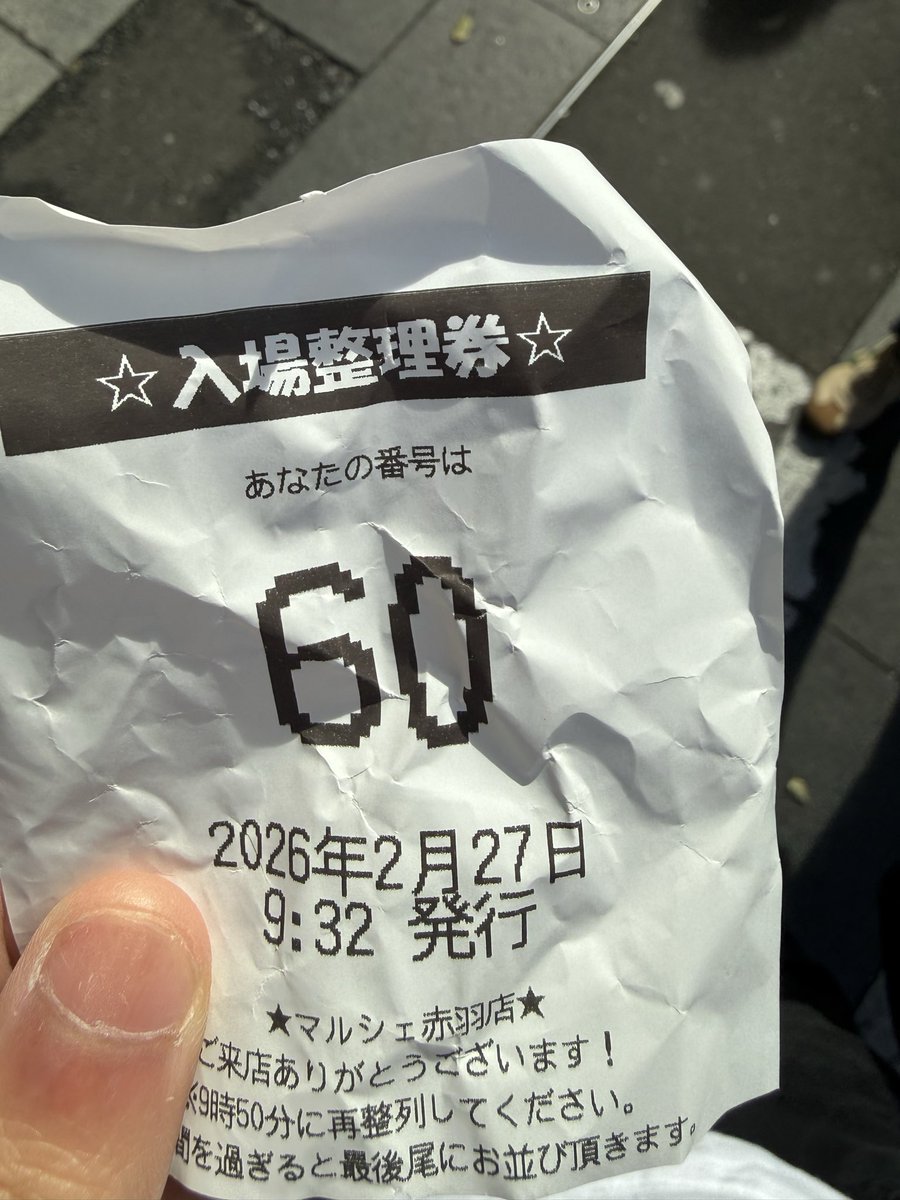 ☆入場整理券☆
あなたの番号は
60
2026年2月27日
9:32 発行
★マルシェ赤羽店★
ご来店ありがとうございます!
※9時50分に再整列してください。
間を過ぎると最後尾にお並び頂きます。